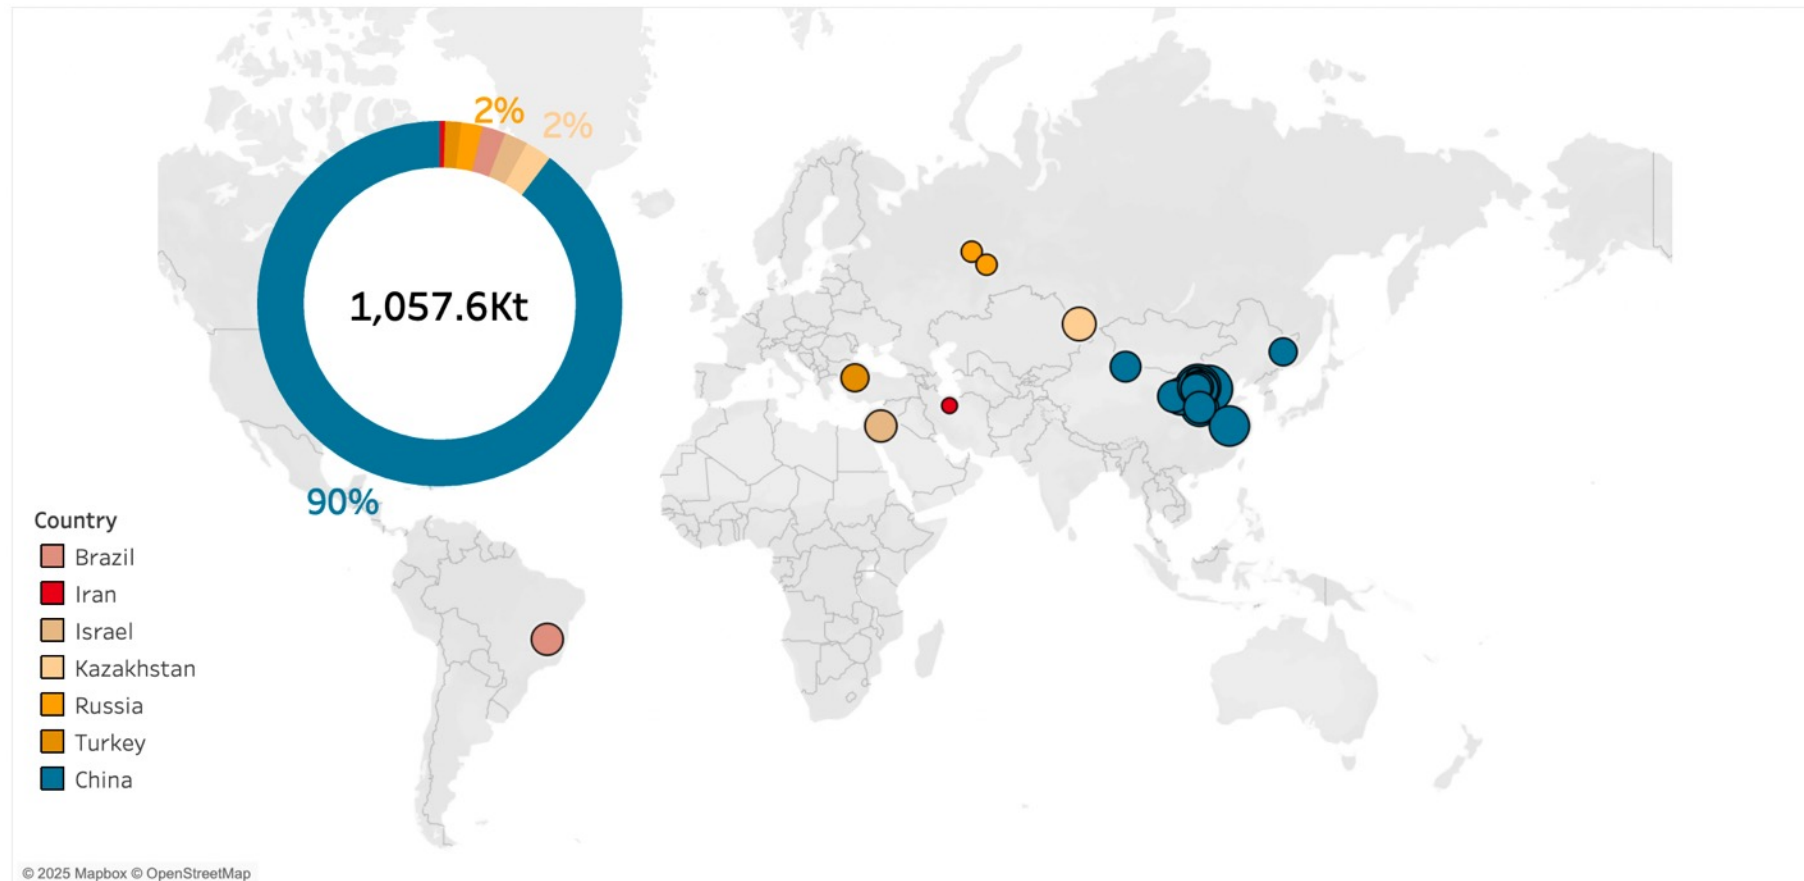 2%
2%
1,057.6Kt
90%
Country
Brazil
Iran
Israel
Kazakhstan
Russia
Turkey
China
© 2025 Mapbox © OpenStreetMap